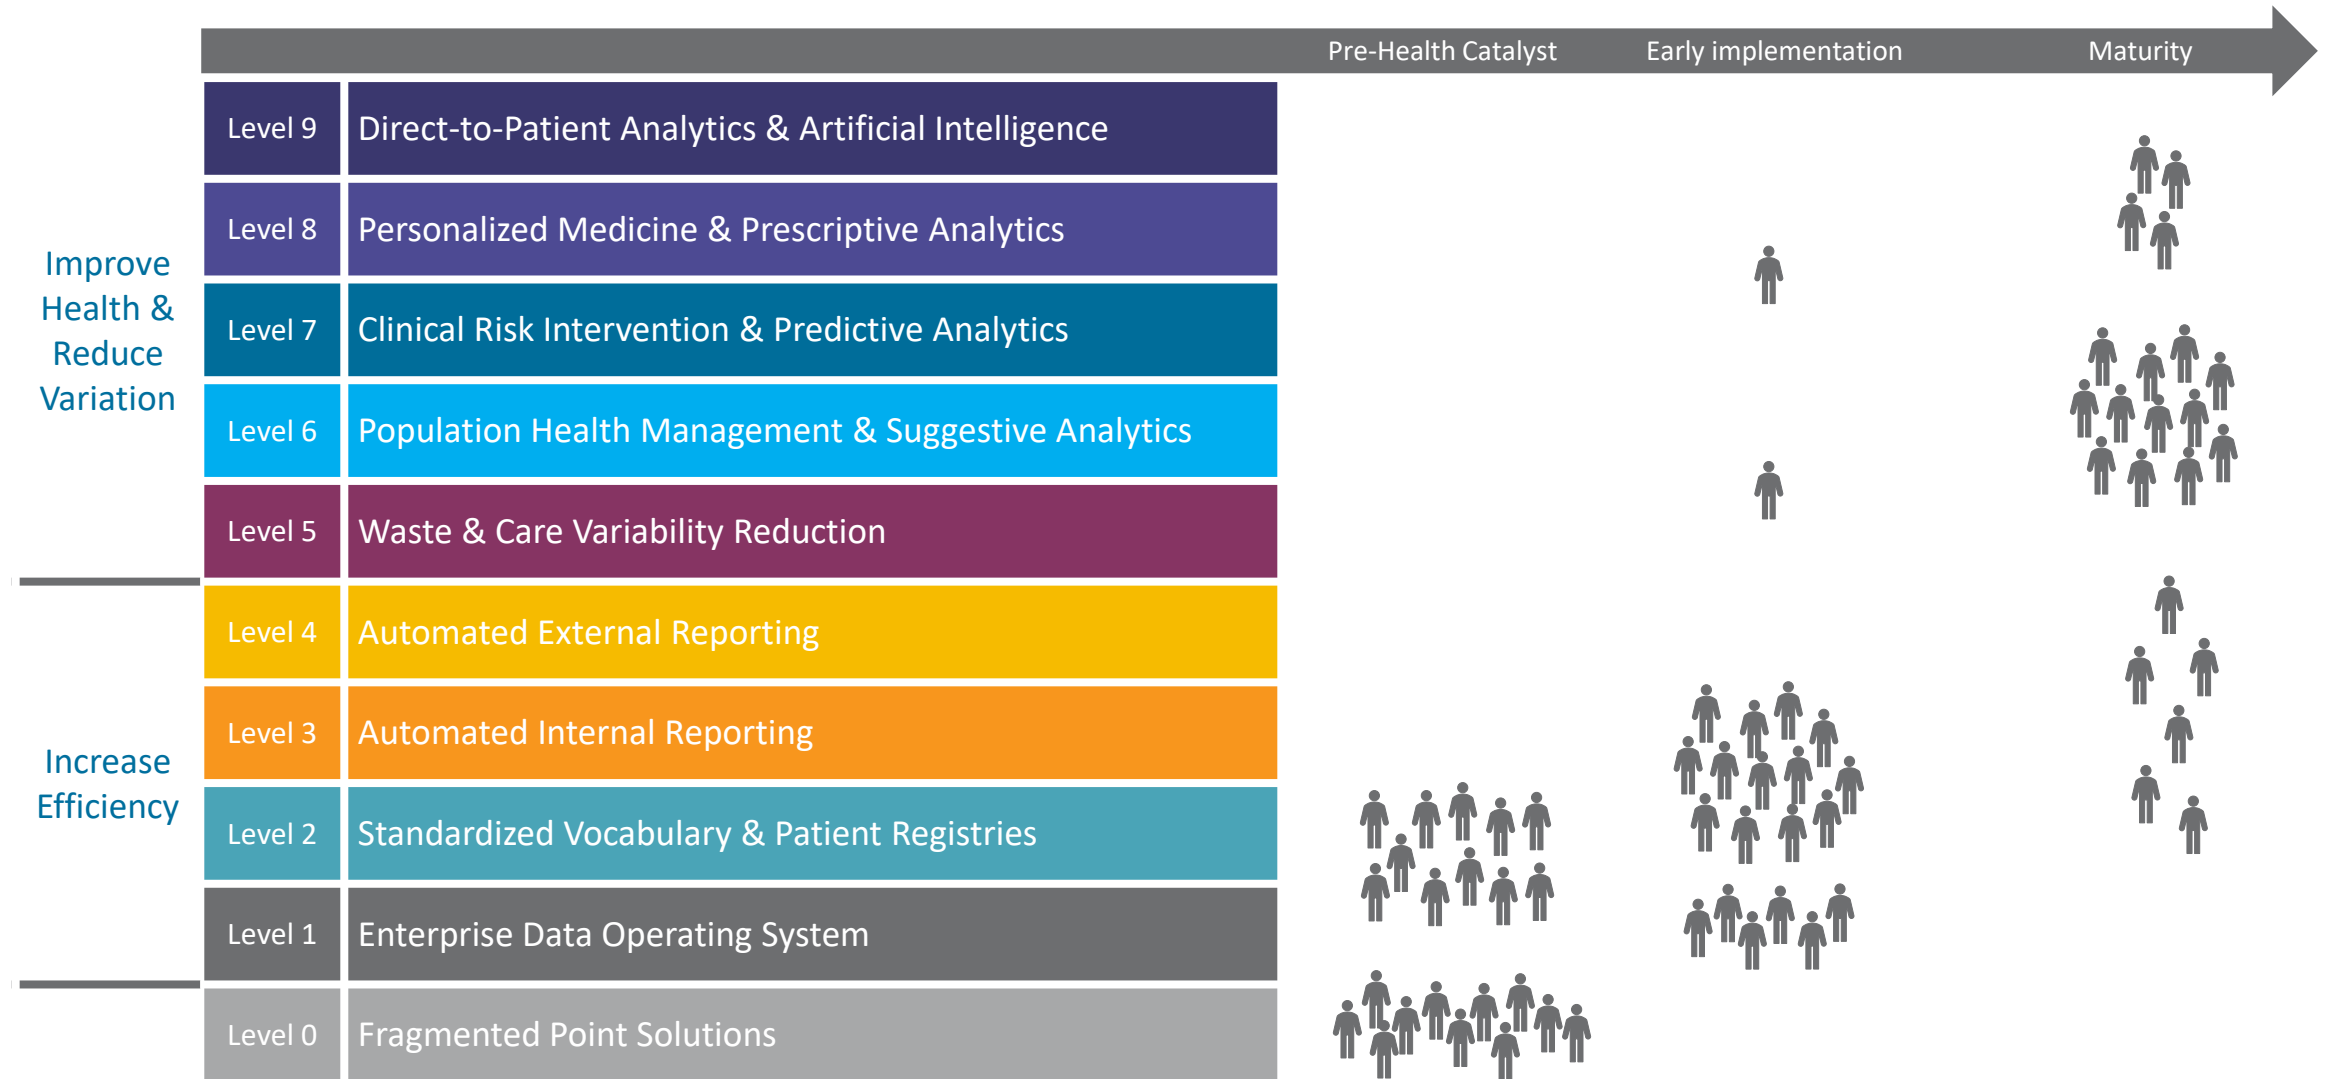 Pre-Health Catalyst
Early implementation
Maturity
Level 9
Direct-to-Patient Analytics & Artificial Intelligence
Level 8
Personalized Medicine & Prescriptive Analytics
Improve
Health &
Reduce
Variation
Level 7
Clinical Risk Intervention & Predictive Analytics
Level 6
Population Health Management & Suggestive Analytics
Level 5
Waste & Care Variability Reduction
Level 4
Automated External Reporting
Level 3
Automated Internal Reporting
Increase
Efficiency
Level 2
Standardized Vocabulary & Patient Registries
Level 1
Enterprise Data Operating System
Level 0
Fragmented Point Solutions